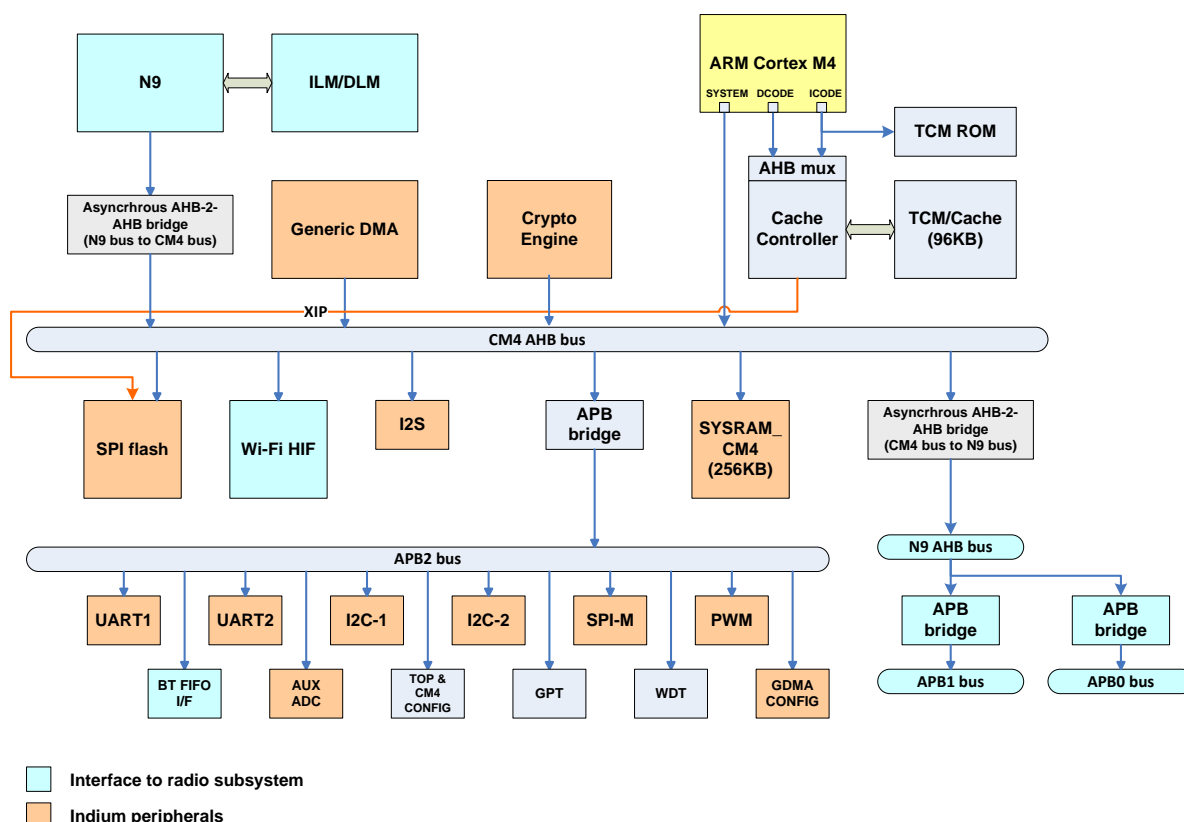 N9
ILM/DLM
ARM Cortex M4
SYSTEM
DCODE
ICODE
TCM ROM
AHB mux
Asyncrhrous AHB-2-
AHB bridge
(N9 bus to CM4 bus)
Generic DMA
Crypto
Engine
Cache
Controller
TCM/Cache
(96KB)
XIP
CM4 AHB bus
SPI flash
Wi-Fi HIF
I2S
APB
bridge
SYSRAM_
CM4
(256KB)
Asyncrhrous AHB-2-
AHB bridge
(CM4 bus to N9 bus)
N9 AHB bus
APB2 bus
UART1
UART2
I2C-1
I2C-2
SPI-M
PWM
APB
bridge
APB
bridge
BT FIFO
I/F
AUX
ADC
TOP &
CM4
CONFIG
GPT
WDT
GDMA
CONFIG
APB1 bus
APB0 bus
Interface to radio subsystem
Indium peripherals